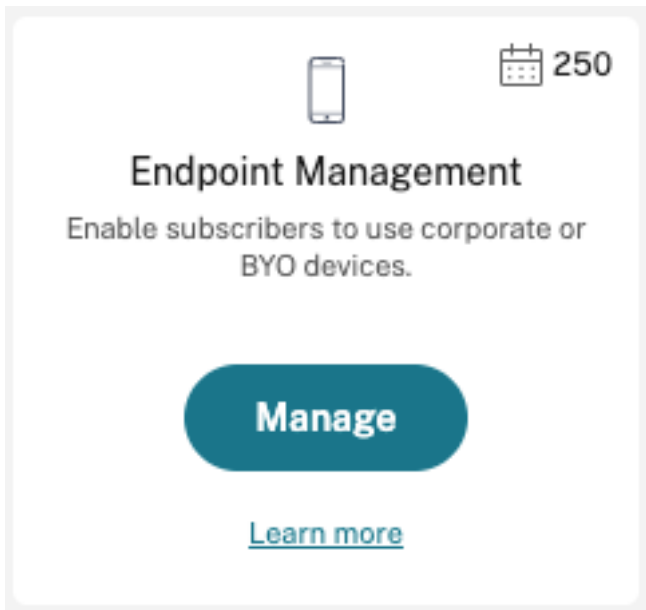 250
Endpoint Management
Enable subscribers to use corporate or
BYO devices.
Manage
Learn more